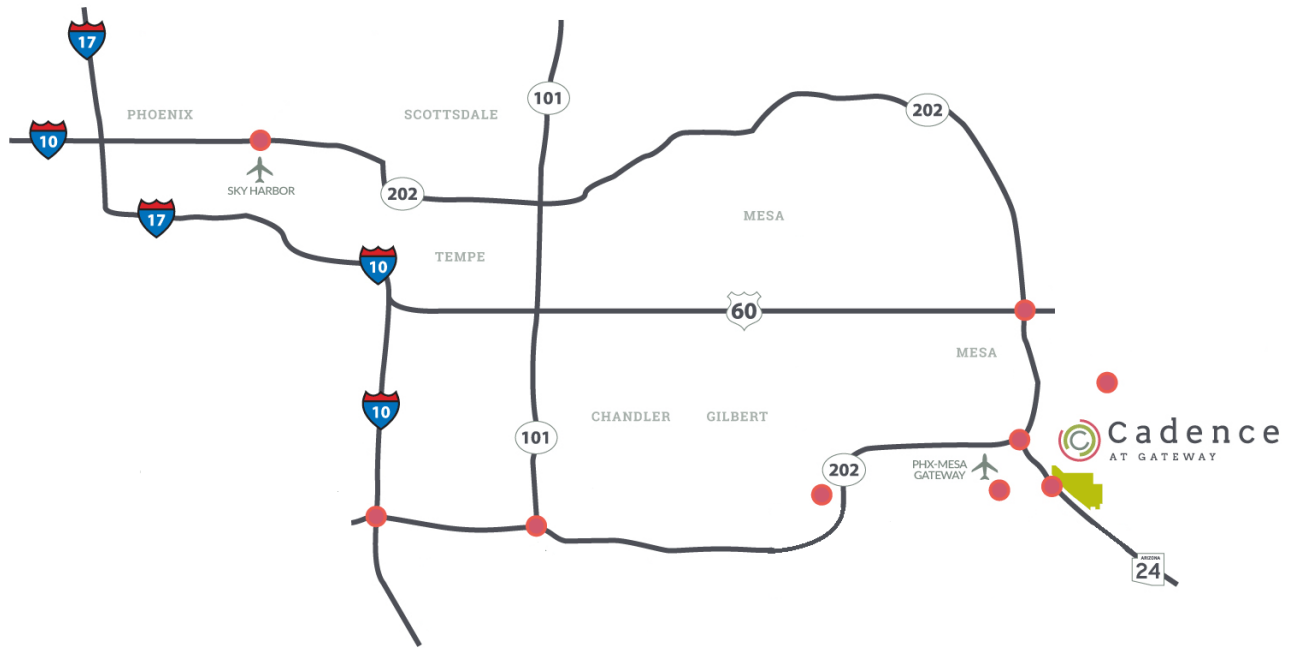 17
101
202
PHOENIX
SCOTTSDALE
10
SKY HARBOR
202
17
MESA
TEMPE
10
60
MESA
10
CHANDLER
GILBERT
101
Cadence
AT GATEWAY
202
PHX-MESA
GATEWAY
ARIZONA
24